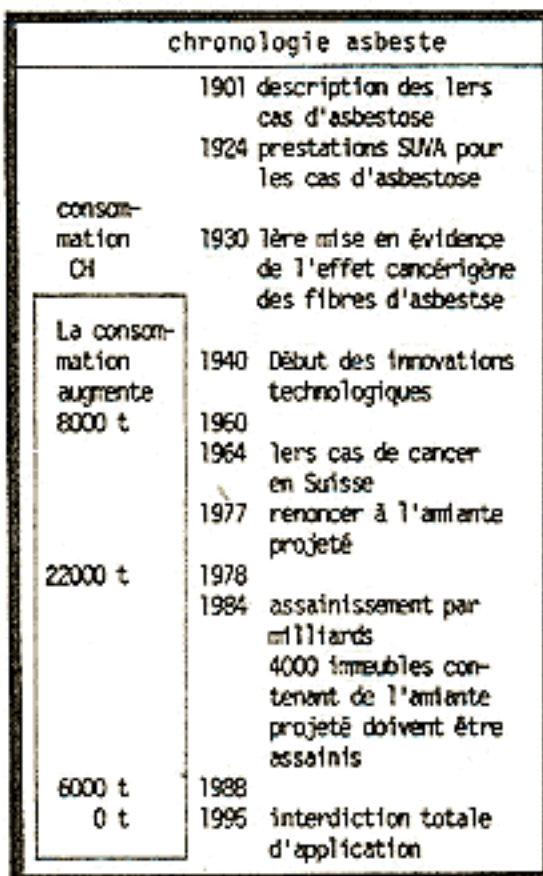 chronologie asbeste
1901 description des 1ers
cas d'asbestose
1924 prestations SUVA pour
les cas d'asbestose
consom-
mation 1930 1ère mise en évidence
CH de l'effet cancérigène
des fibres d'asbestse
La consom-
mation 1940 Début des innovations
augmente technologiques
8000 t 1960
1964 1ers cas de cancer
en Suisse
1977 renoncer à l'amiante
projeté
22000 t 1978
1984 assainissement par
milliards
4000 immeubles con-
tenant de l'amiante
projeté doivent être
assainis
6000 t 1988
0 t 1995 interdiction totale
d'application